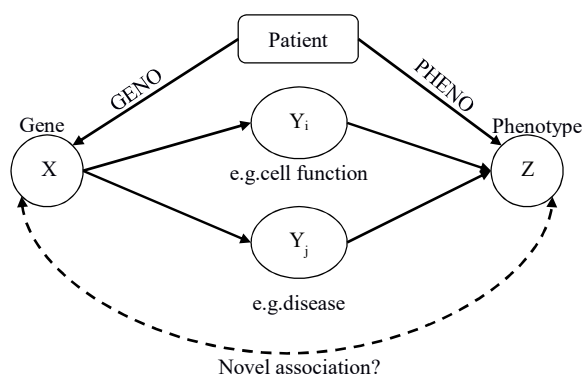 Patient
GENO
PHENO
Gene
Phenotype
X
Yi
Z
e.g.cell function
Yj
e.g.disease
Novel association?